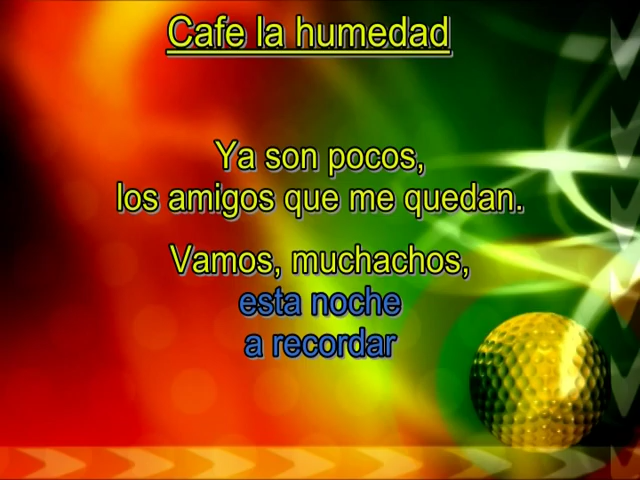 Cafe la humedad
Ya son pocos,
los amigos que me quedan.
Vamos, muchachos,
esta noche
a recordar